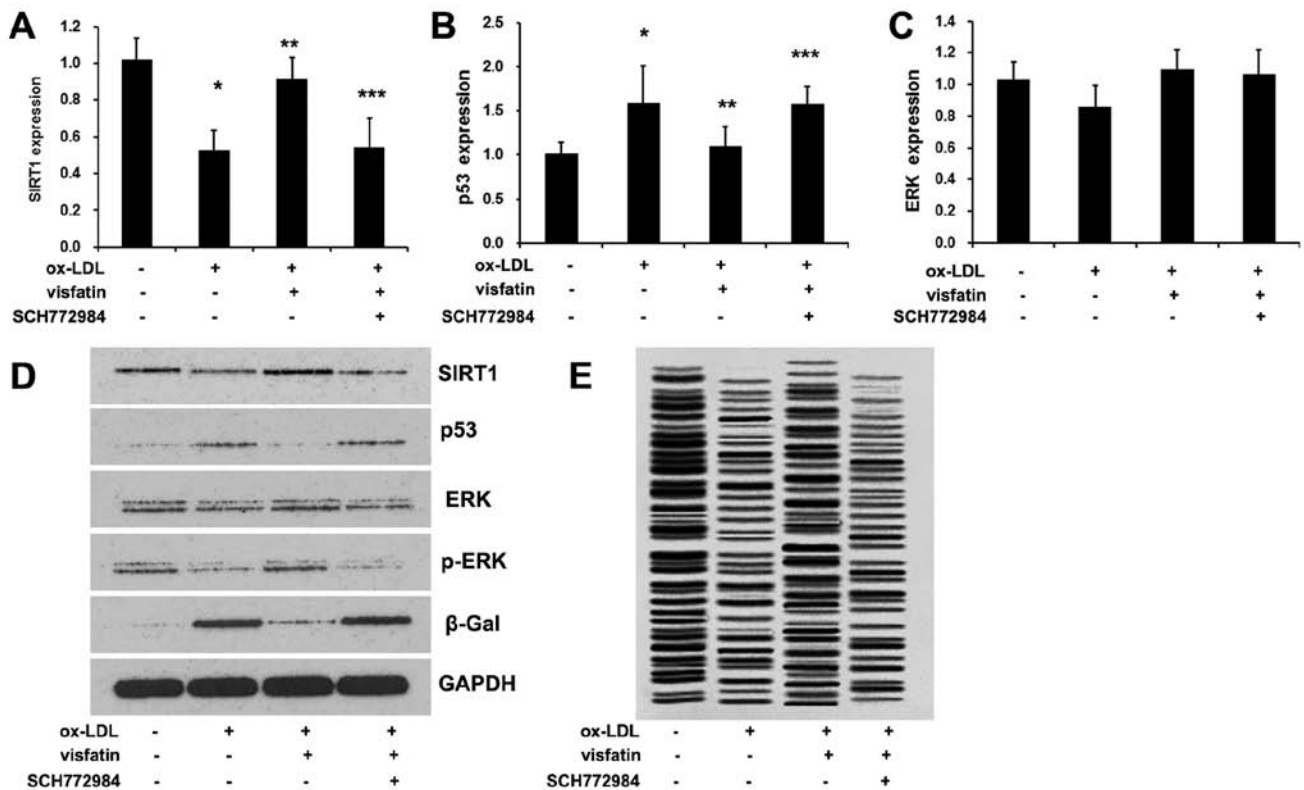 A
1.2
1.0
0.8
0.6
0.4
0.2
0.0
SIRT1 expression
*
**
***
ox-LDL - + + +
visfatin - - + +
SCH772984 - - - +
B
2.5
2.0
1.5
1.0
0.5
0.0
p53 expression
*
**
***
ox-LDL - + + +
visfatin - - + +
SCH772984 - - - +
C
1.4
1.2
1.0
0.8
0.6
0.4
0.2
0.0
ERK expression
ox-LDL - + + +
visfatin - - + +
SCH772984 - - - +
D
SIRT1
p53
ERK
p-ERK
β-Gal
GAPDH
ox-LDL - + + +
visfatin - - + +
SCH772984 - - - +
E
ox-LDL - + + +
visfatin - - + +
SCH772984 - - - +